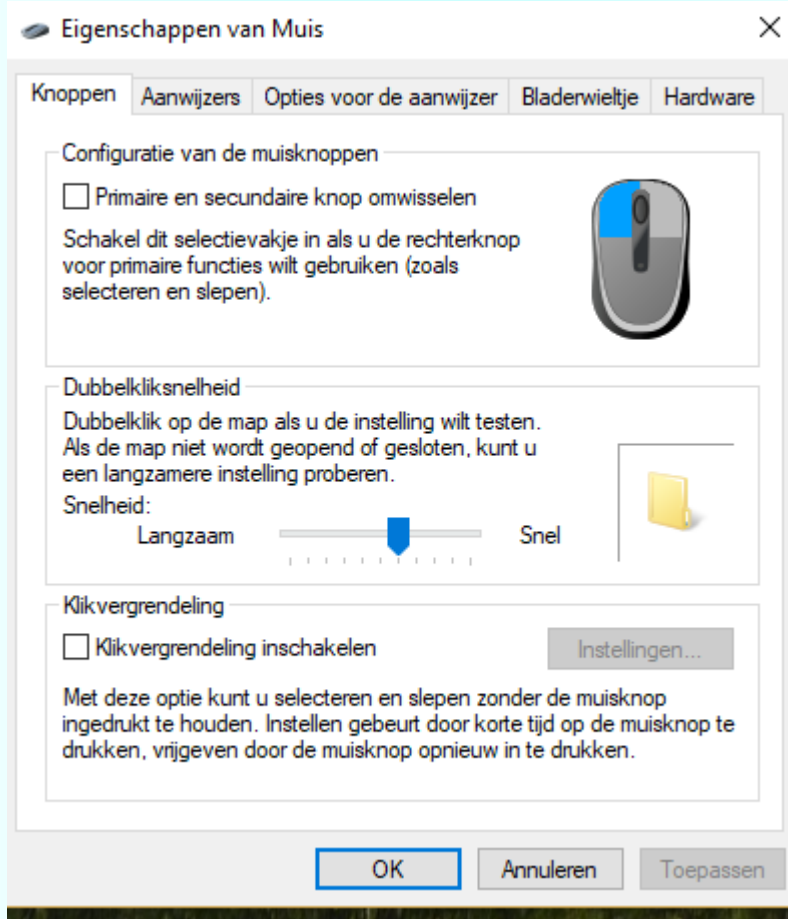 Eigenschappen van Muis
Knoppen Aanwijzers Opties voor de aanwijzer Bladerwieltje Hardware
Configuratie van de muisknoppen
Primaire en secundaire knop omwisselen
Schakel dit selectievakje in als u de rechterknop
voor primaire functies wilt gebruiken (zoals
selecteren en slepen).
Dubbelkliksnelheid
Dubbelklik op de map als u de instelling wilt testen.
Als de map niet wordt geopend of gesloten, kunt u
een langzamere instelling proberen.
Snelheid:
Langzaam Snel
Klikvergrendeling
Klikvergrendeling inschakelen Instellingen...
Met deze optie kunt u selecteren en slepen zonder de muisknop
ingedrukt te houden. Instellen gebeurt door korte tijd op de muisknop te
drukken, vrijgeven door de muisknop opnieuw in te drukken.
OK Annuleren Toepassen